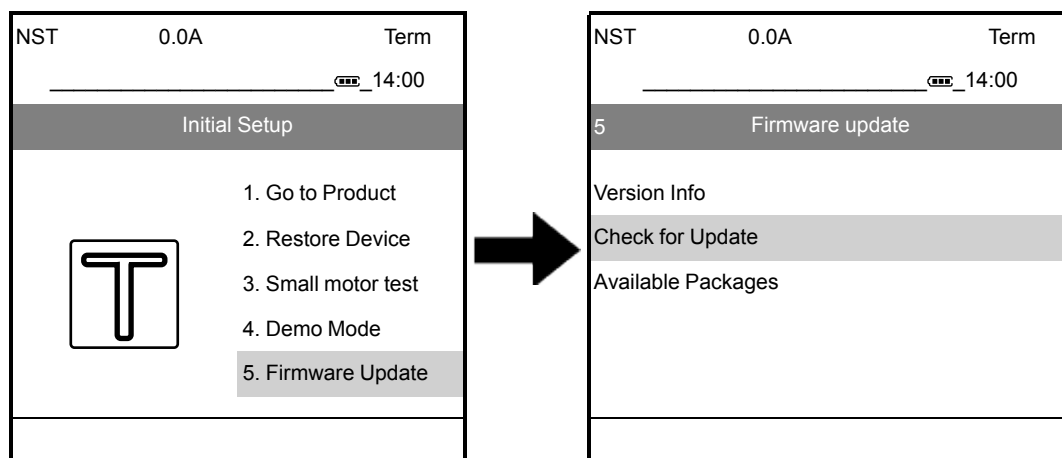 NST 0.0A Term
14:00
Initial Setup
1. Go to Product
2. Restore Device
3. Small motor test
4. Demo Mode
5. Firmware Update
T
NST 0.0A Term
14:00
5 Firmware update
Version Info
Check for Update
Available Packages